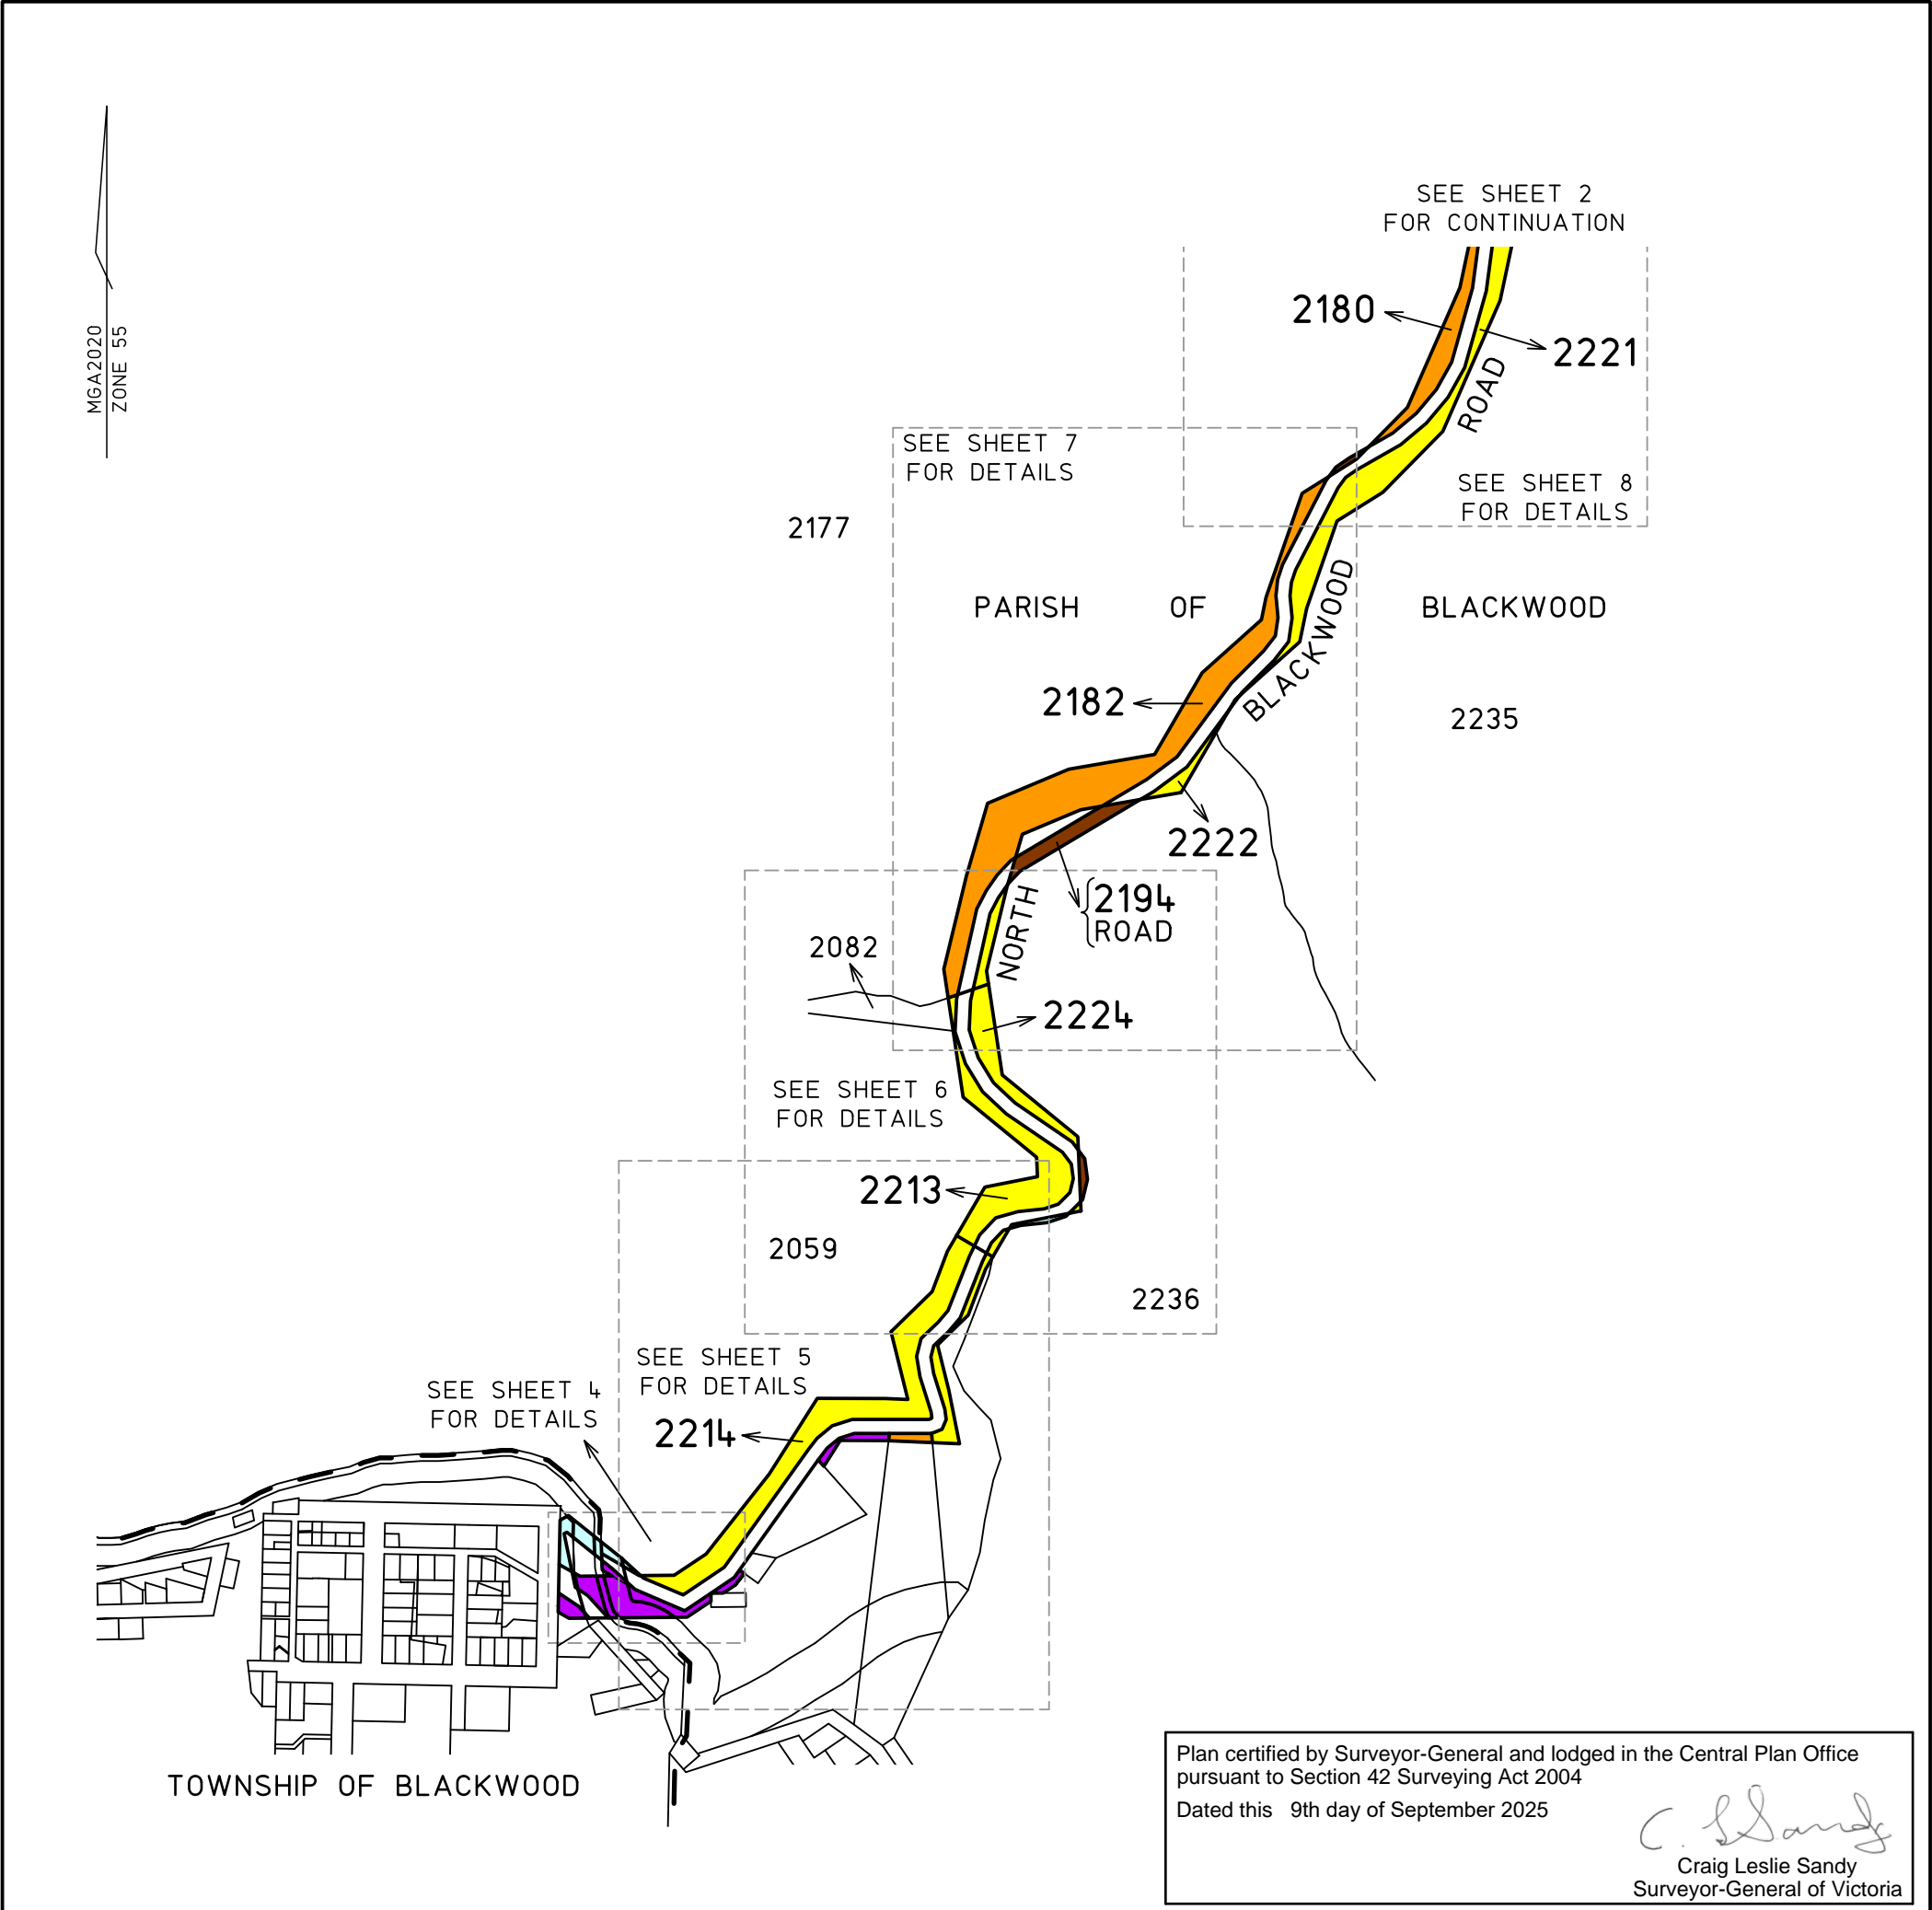 SEE SHEET 2
FOR CONTINUATION
2180
2221
MGA2020
ZONE 55
ROAD
SEE SHEET 7
FOR DETAILS
SEE SHEET 8
FOR DETAILS
2177
BLACKWOOD
PARISH OF BLACKWOOD
2182
2235
2222
2194
ROAD
NORTH
2082
2224
SEE SHEET 6
FOR DETAILS
2213
2059
2236
SEE SHEET 5
FOR DETAILS
SEE SHEET 4
FOR DETAILS
2214
TOWNSHIP OF BLACKWOOD
Plan certified by Surveyor-General and lodged in the Central Plan Office
pursuant to Section 42 Surveying Act 2004
Dated this 9th day of September 2025
C. LSandy
Craig Leslie Sandy
Surveyor-General of Victoria